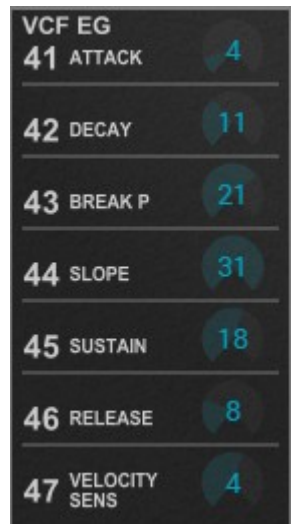 VCF EG
41 ATTACK 4
42 DECAY 11
43 BREAK P 21
44 SLOPE 31
45 SUSTAIN 18
46 RELEASE 8
47 VELOCITY SENS 4